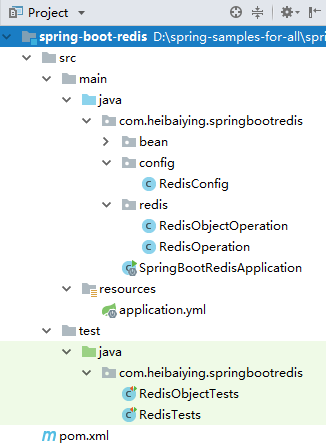 Project
spring-boot-redis D:\spring-samples-for-all\spri
src
main
java
com.heibaiying.springbootredis
bean
config
RedisConfig
redis
RedisObjectOperation
RedisOperation
SpringBootRedisApplication
resources
application.yml
test
java
com.heibaiying.springbootredis
RedisObjectTests
RedisTests
pom.xml